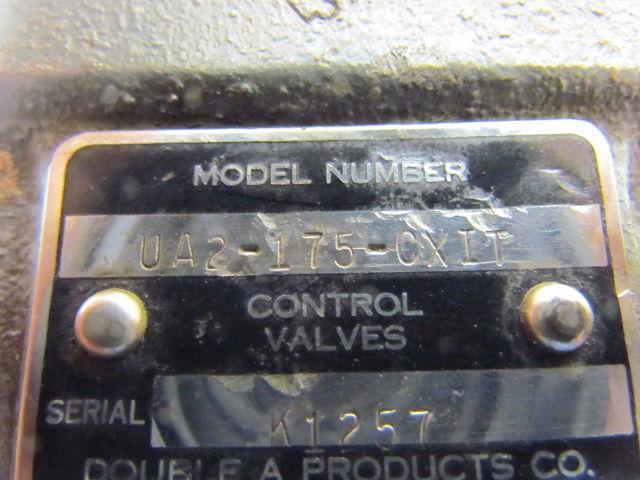 MODEL NUMBER
UA2-175-CXIT
CONTROL
VALVES
SERIAL K1257
DOUBLE A PRODUCTS CO.